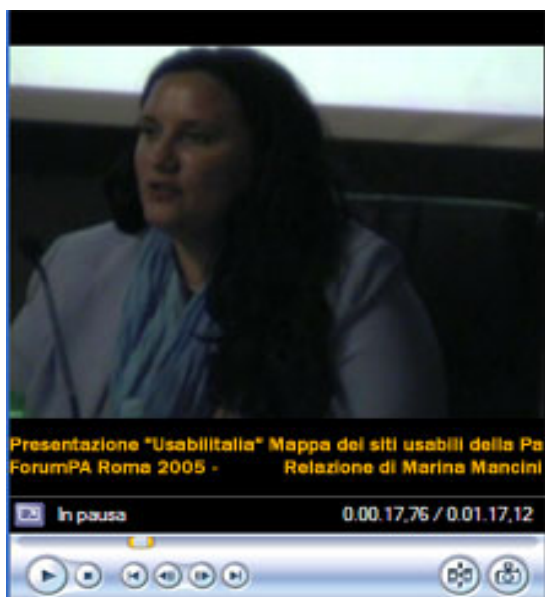 Presentazione "Usabilitalia" Mappa dei siti usabili della Pa
ForumPA Roma 2005 - Relazione di Marina Mancini
In pausa 0.00.17,76 / 0.01.17,12